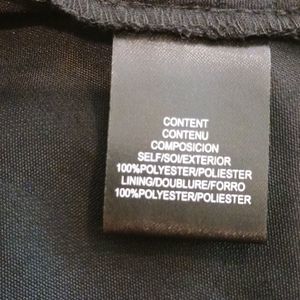 CONTENT
CONTENU
COMPOSICION
SELF/SOI/EXTERIOR
100%POLYESTER/POLIESTER
LINING/DOUBLURE/FORRO
100%POLYESTER/POLIESTER